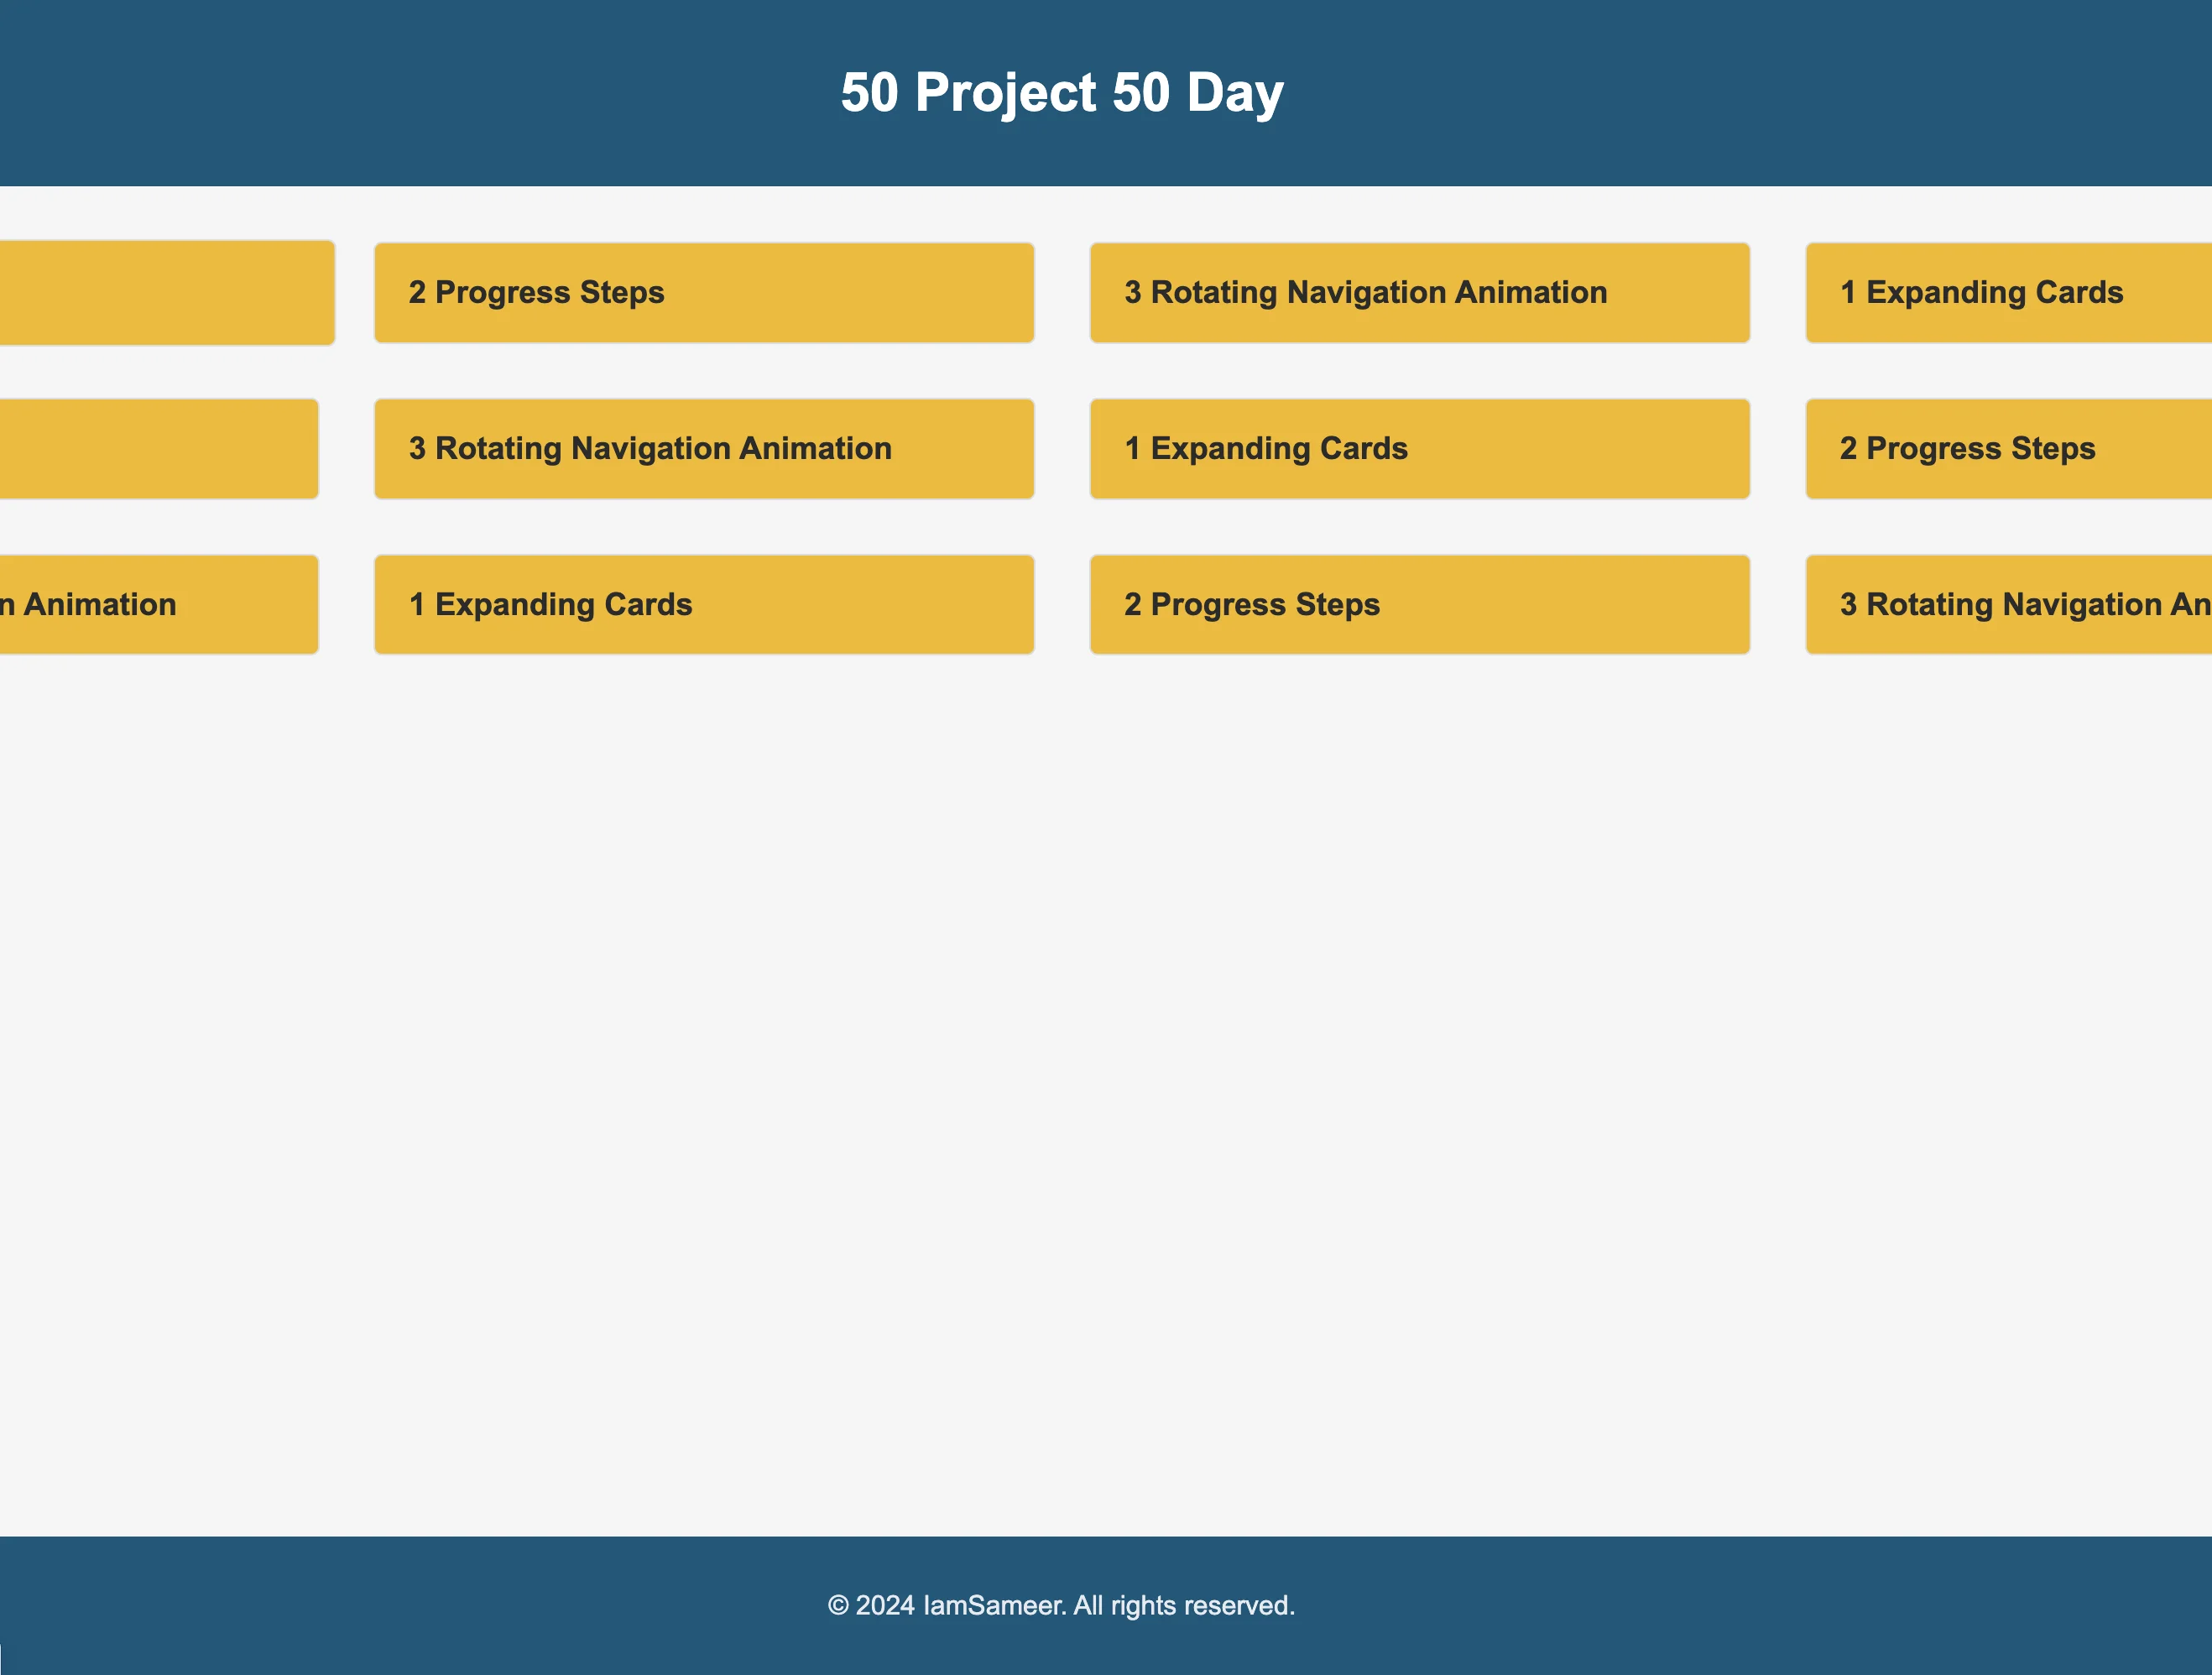 50 Project 50 Day
2 Progress Steps
3 Rotating Navigation Animation
1 Expanding Cards
3 Rotating Navigation Animation
1 Expanding Cards
2 Progress Steps
n Animation
1 Expanding Cards
2 Progress Steps
3 Rotating Navigation An
© 2024 IamSameer. All rights reserved.